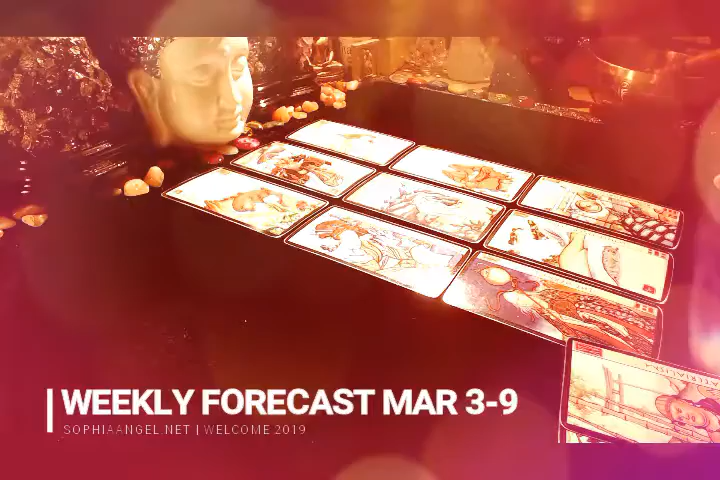 WEEKLY FORECAST MAR 3-9
SOPHIAANGEL.NET | WELCOME 2019